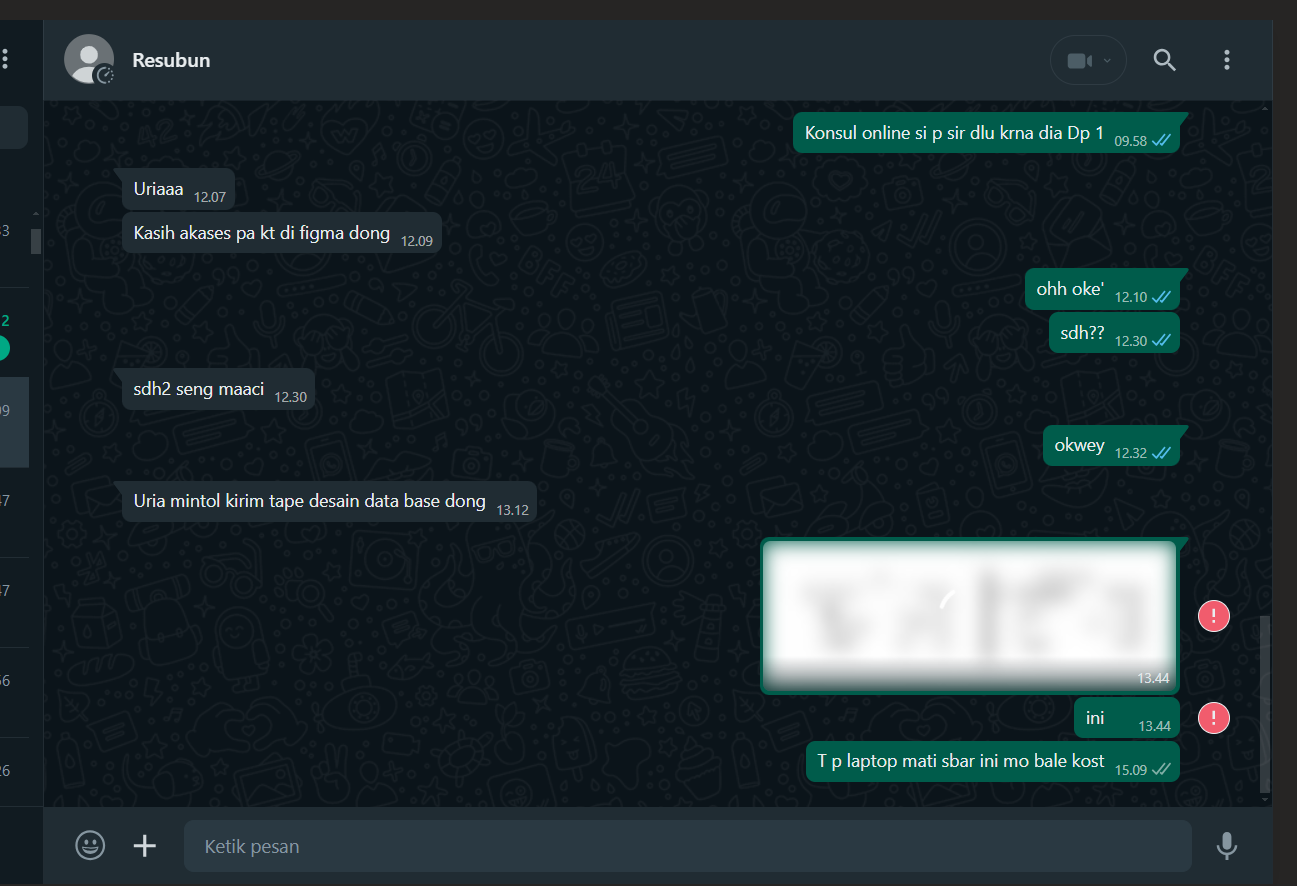 Resubun
Konsul online si p sir dlu krna dia Dp 1 09.58
Uriaaa 12.07
33
Kasih akases pa kt di figma dong 12.09
ohh oke' 12.10
2
sdh?? 12.30
sdh2 seng maaci 12.30
09
okwey 12.32
47
Uria mintol kirim tape desain data base dong 13.12
47
13.44
56
ini 13.44
T p laptop mati sbar ini mo bale kost 15.09
26
Ketik pesan